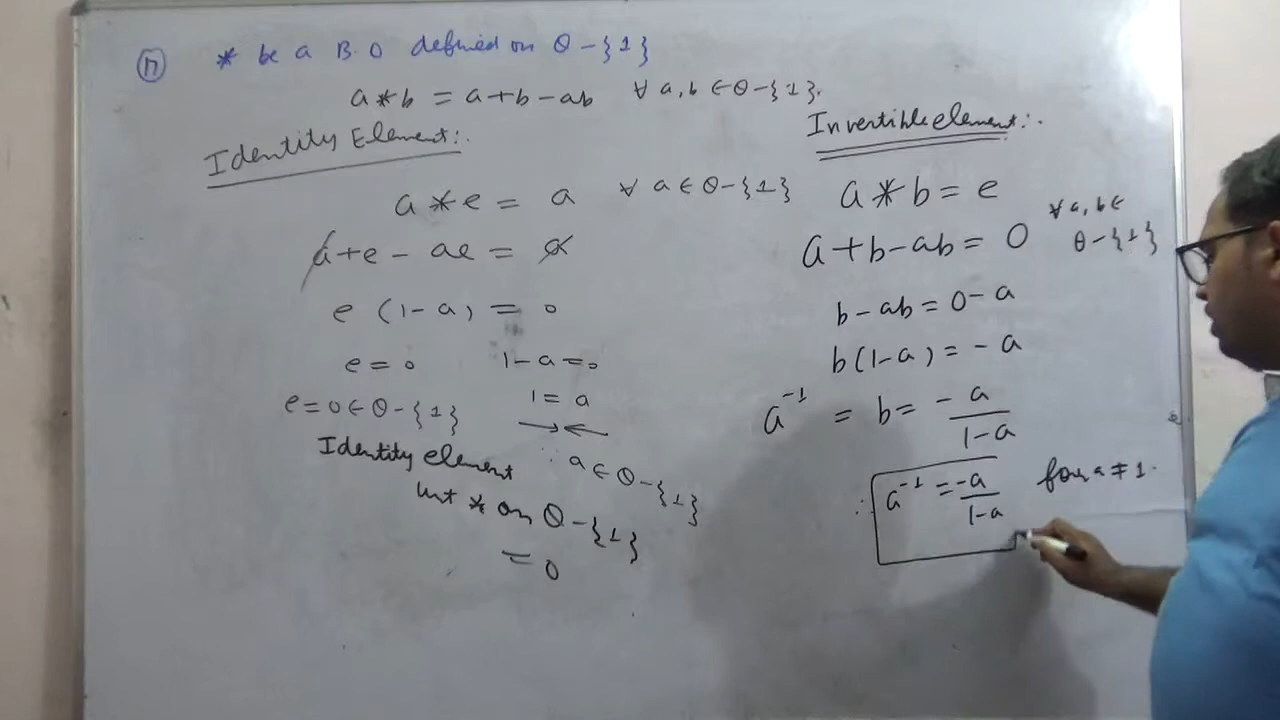 17 * be a B.O defined on Q-{1}
a*b = a+b-ab ∀ a,b ∈ Q-{1}.
Identity Element:.
a*e = a ∀ a ∈ Q-{1}
a+e-ae = a
e(1-a) = 0
e=0 1-a=0
e=0∈Q-{1} 1=a
→←
∵ a∈Q-{1}
Identity element
w.r.t * on Q-{1}
=0
Invertible element:.
a*b=e
a+b-ab=0 ∀ a,b∈
Q-{1}
b-ab=0-a
b(1-a)=-a
a⁻¹ = b = -a/1-a
∴ a⁻¹ = -a/1-a for a≠1.